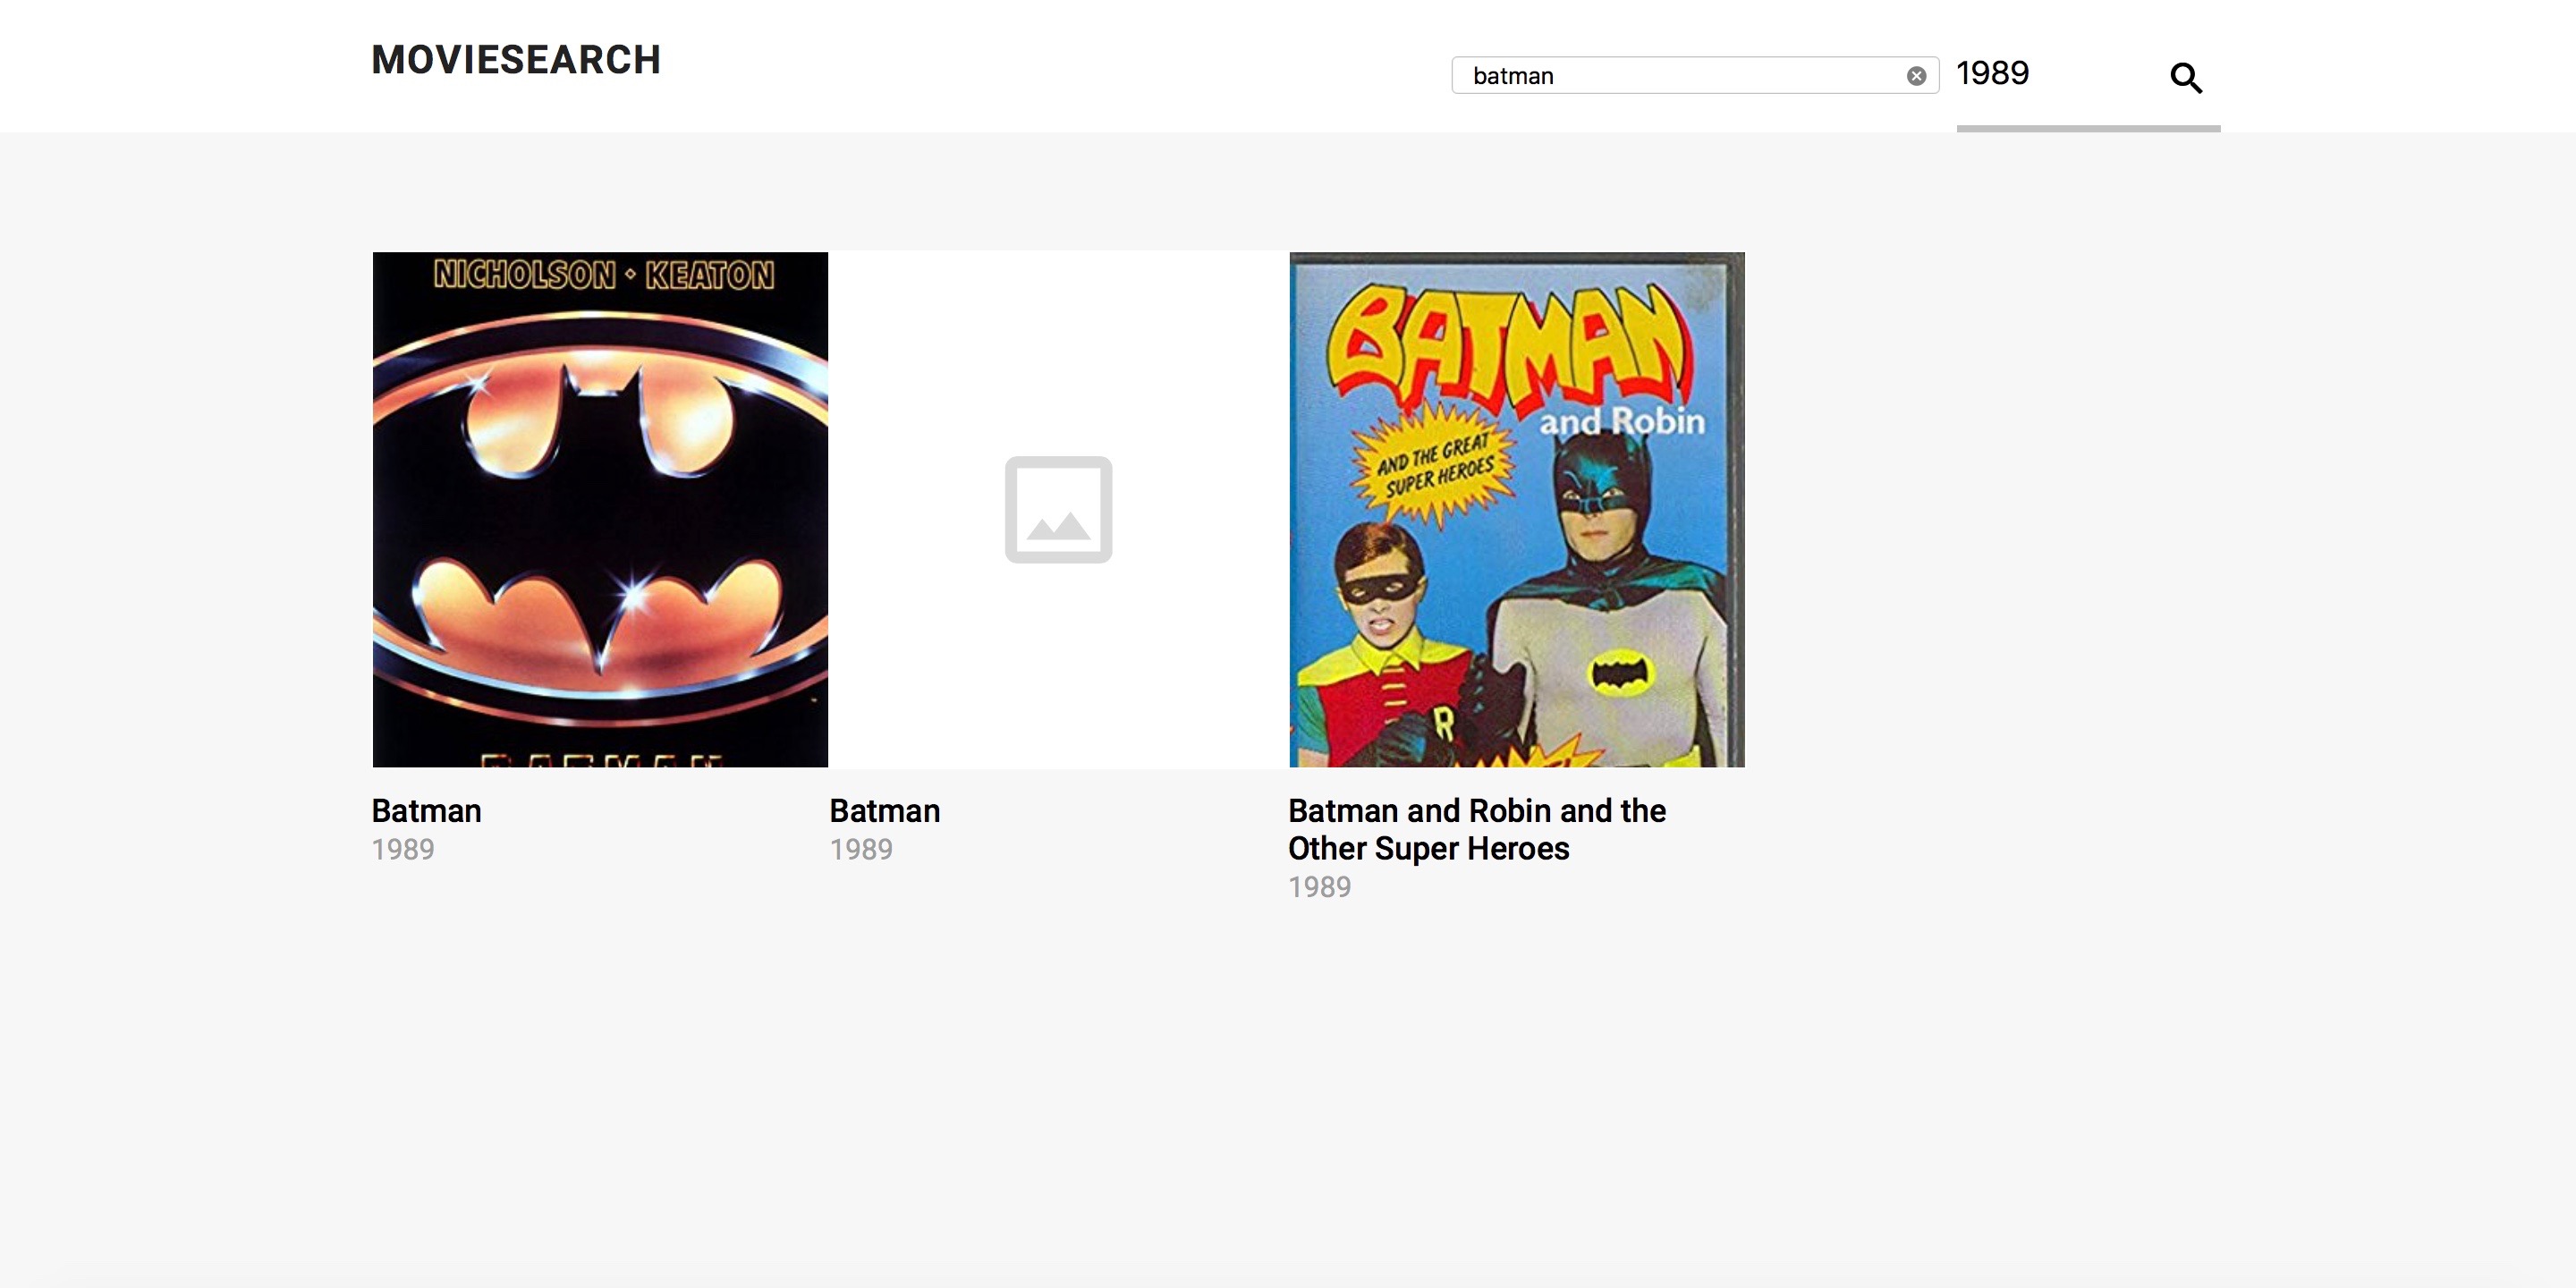 MOVIESEARCH
batman
1989
NICHOLSON • KEATON
BATMAN
BATMAN
and Robin
AND THE GREAT
SUPER HEROES
R
Batman
1989
Batman
1989
Batman and Robin and the
Other Super Heroes
1989